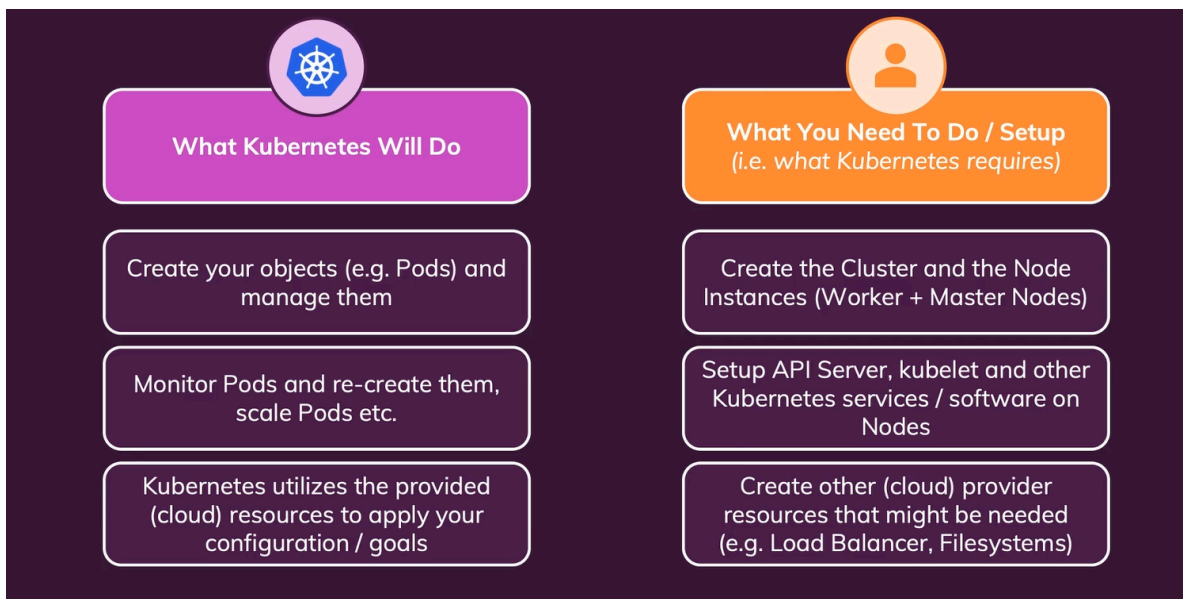 What Kubernetes Will Do
Create your objects (e.g. Pods) and
manage them
Monitor Pods and re-create them,
scale Pods etc.
Kubernetes utilizes the provided
(cloud) resources to apply your
configuration / goals
What You Need To Do / Setup
(i.e. what Kubernetes requires)
Create the Cluster and the Node
Instances (Worker + Master Nodes)
Setup API Server, kubelet and other
Kubernetes services / software on
Nodes
Create other (cloud) provider
resources that might be needed
(e.g. Load Balancer, Filesystems)